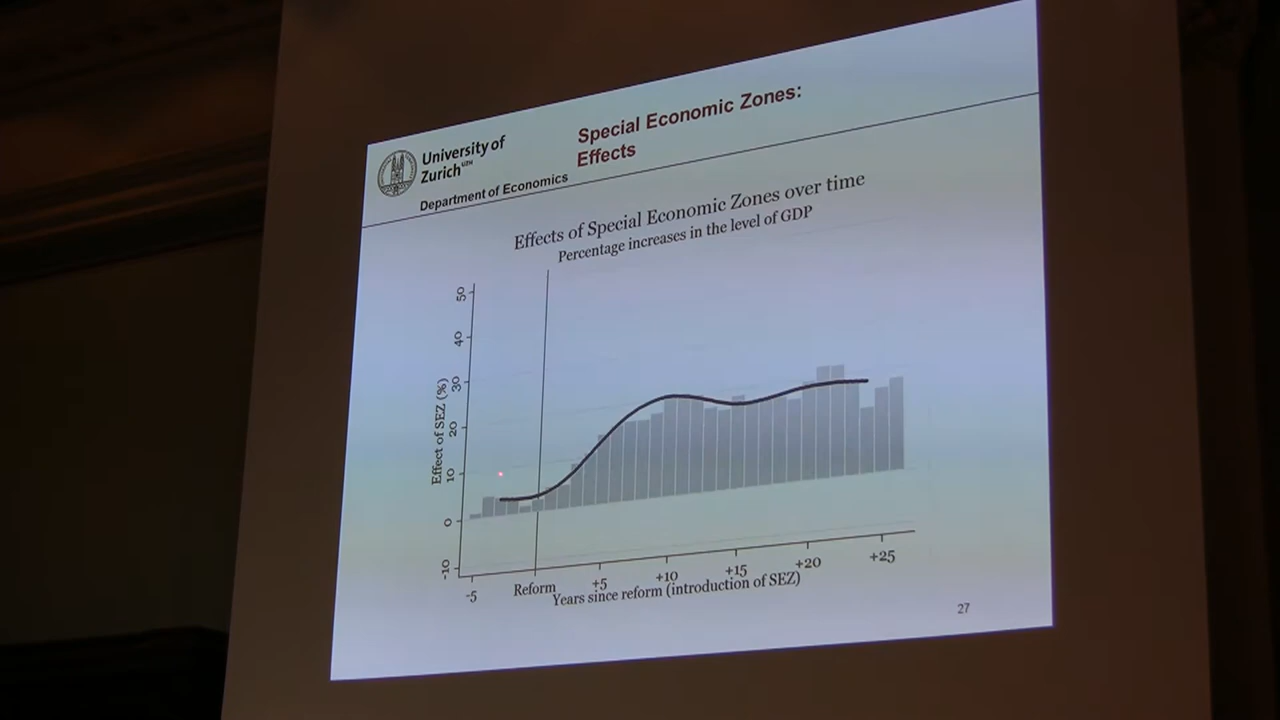 University of
Zurich UZH
Department of Economics
Special Economic Zones:
Effects
Effects of Special Economic Zones over time
Percentage increases in the level of GDP
Effect of SEZ (%)
50
40
30
20
10
0
-10
-5
Reform
+5
+10
+15
+20
+25
Years since reform (introduction of SEZ)
27